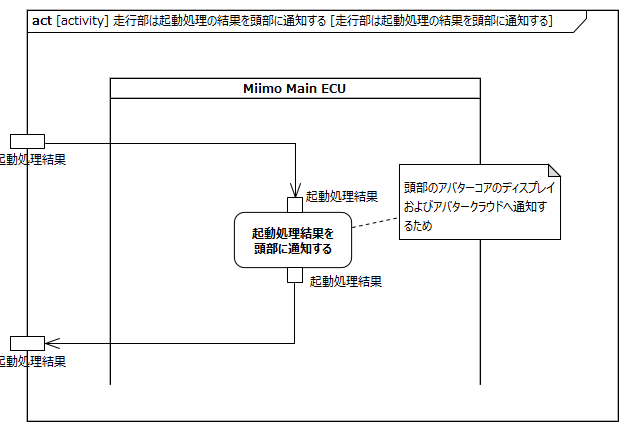 act [activity] 走行部は起動処理の結果を頭部に通知する [走行部は起動処理の結果を頭部に通知する]
Miimo Main ECU
起動処理結果
起動処理結果
頭部のアバターコアのディスプレイ
およびアバタークラウドへ通知す
るため
起動処理結果を
頭部に通知する
起動処理結果
起動処理結果